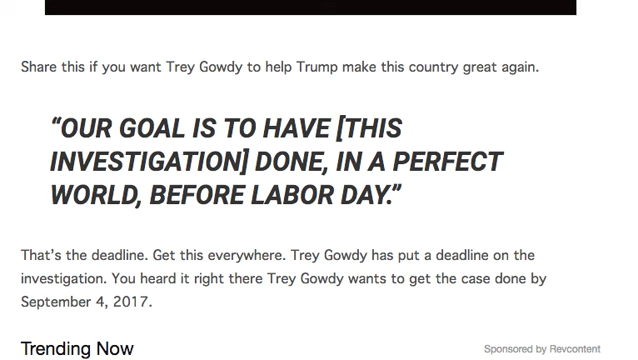 Share this if you want Trey Gowdy to help Trump make this country great again.
“OUR GOAL IS TO HAVE [THIS
INVESTIGATION] DONE, IN A PERFECT
WORLD, BEFORE LABOR DAY.”
That’s the deadline. Get this everywhere. Trey Gowdy has put a deadline on the
investigation. You heard it right there Trey Gowdy wants to get the case done by
September 4, 2017.
Trending Now
Sponsored by Revcontent